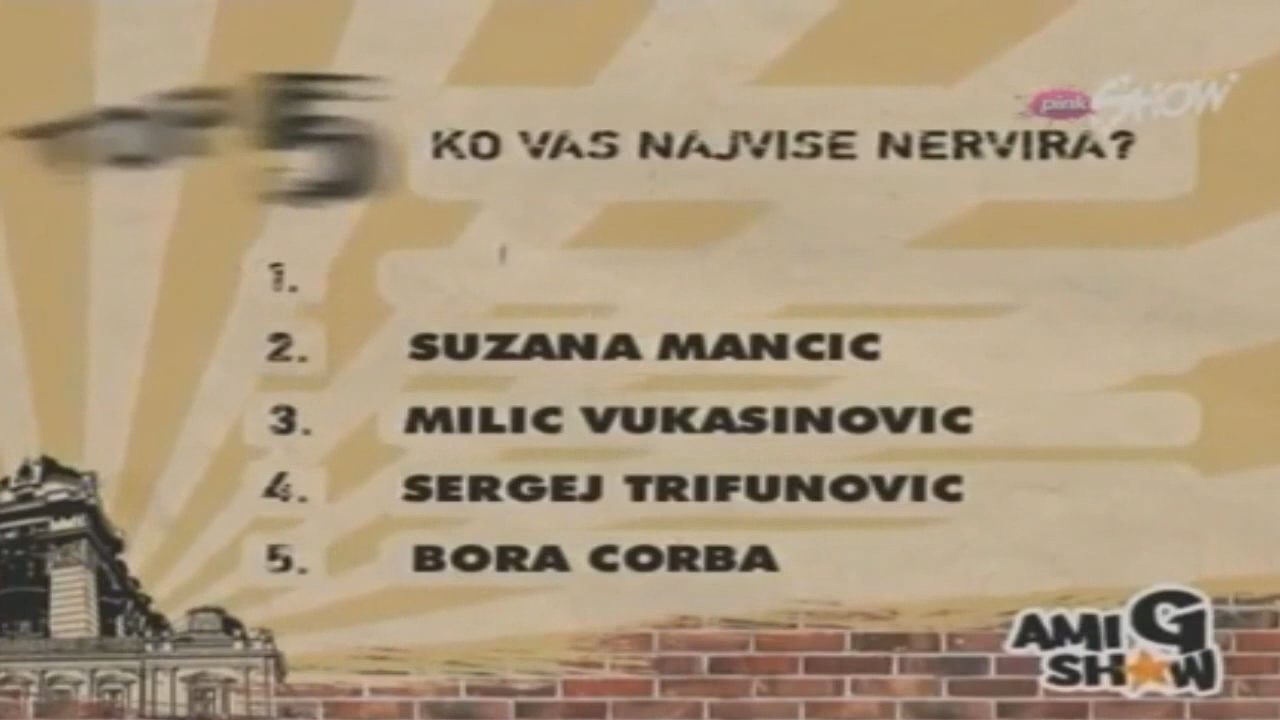 pink SHOW
5
KO VAS NAJVISE NERVIRA?
1.
2. SUZANA MANCIC
3. MILIC VUKASINOVIC
4. SERGEJ TRIFUNOVIC
5. BORA CORBA
AMI G
SHOW